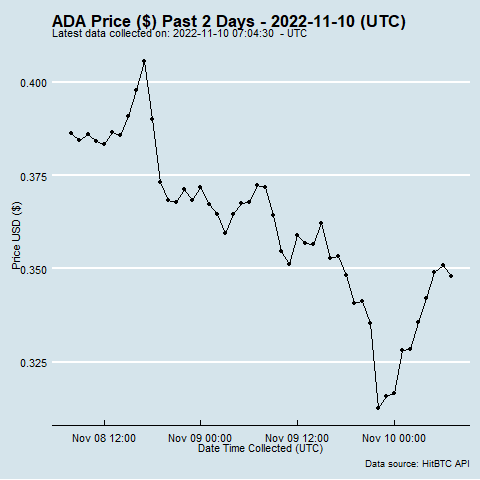 ADA Price ($) Past 2 Days - 2022-11-10 (UTC)
Latest data collected on: 2022-11-10 07:04:30  - UTC
0.400
0.375
0.350
0.325
Price USD ($)
Nov 08 12:00 Nov 09 00:00 Nov 09 12:00 Nov 10 00:00
Date Time Collected (UTC)
Data source: HitBTC API